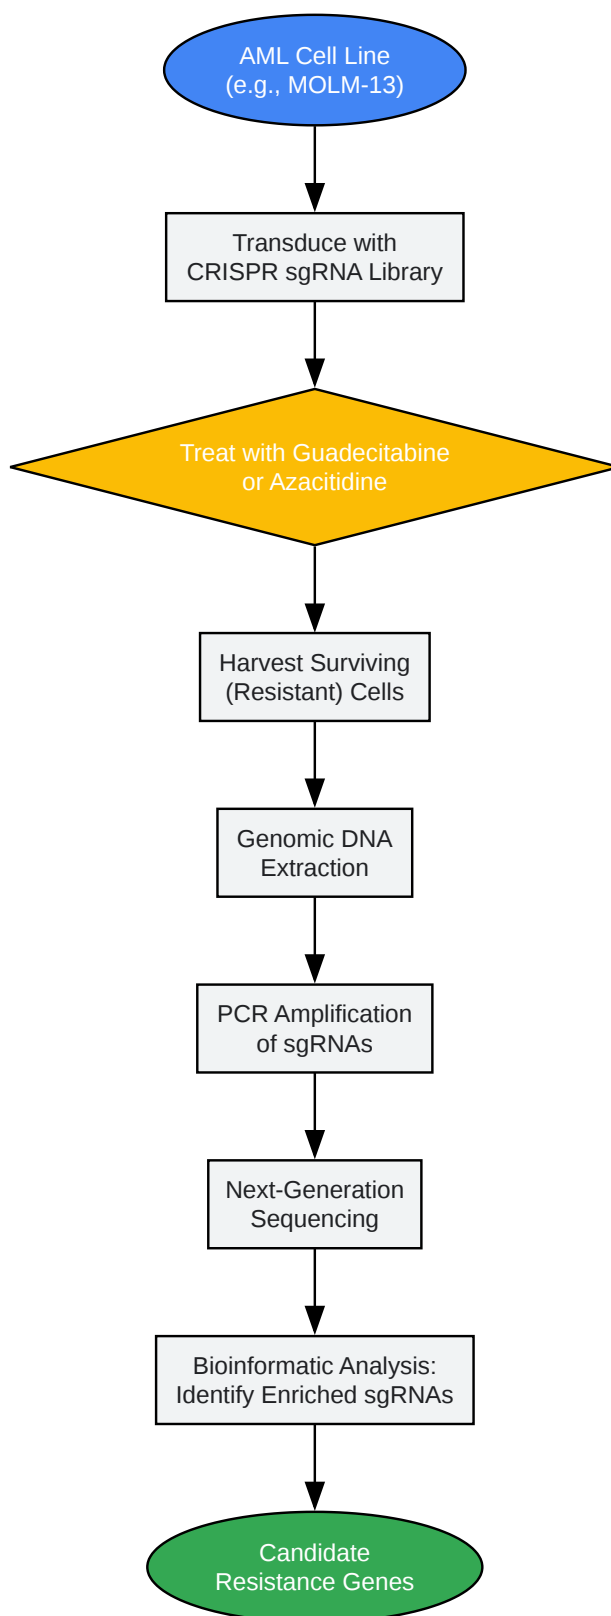 AML Cell Line
(e.g., MOLM-13)
Transduce with
CRISPR sgRNA Library
Treat with Guadecitabine
or Azacitidine
Harvest Surviving
(Resistant) Cells
Genomic DNA
Extraction
PCR Amplification
of sgRNAs
Next-Generation
Sequencing
Bioinformatic Analysis:
Identify Enriched sgRNAs
Candidate
Resistance Genes